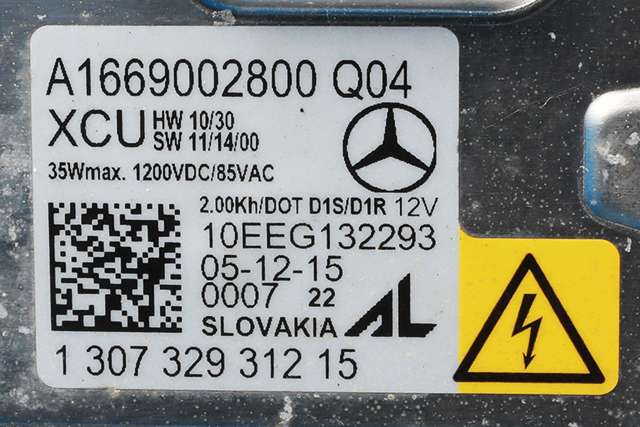 A1669002800 Q04
XCU HW 10/30
SW 11/14/00
35Wmax. 1200VDC/85VAC
2.00Kh/DOT D1S/D1R 12V
10EEG132293
05-12-15
0007 22
SLOVAKIA AL
1 307 329 312 15